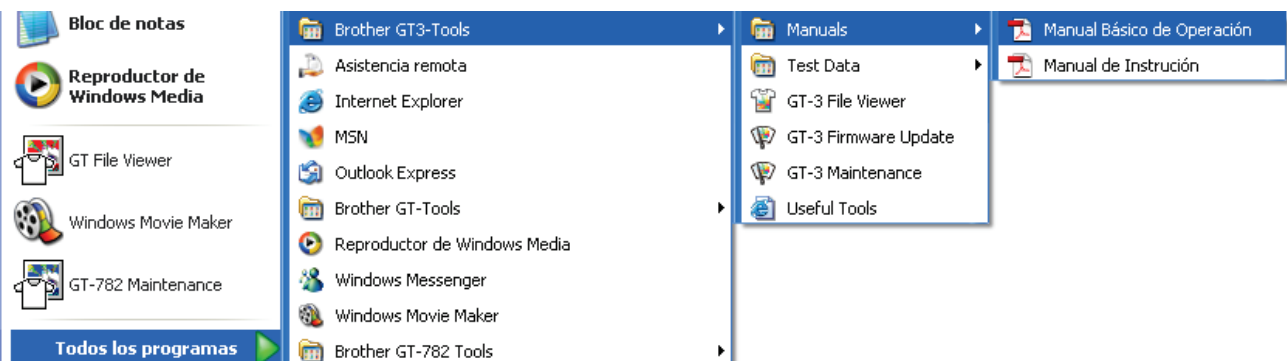 Bloc de notas
Reproductor de
Windows Media
GT File Viewer
Windows Movie Maker
GT-782 Maintenance
Todos los programas
Brother GT3-Tools
Asistencia remota
Internet Explorer
MSN
Outlook Express
Brother GT-Tools
Reproductor de Windows Media
Windows Messenger
Windows Movie Maker
Brother GT-782 Tools
Manuals
Test Data
GT-3 File Viewer
GT-3 Firmware Update
GT-3 Maintenance
Useful Tools
Manual Básico de Operación
Manual de Instrución